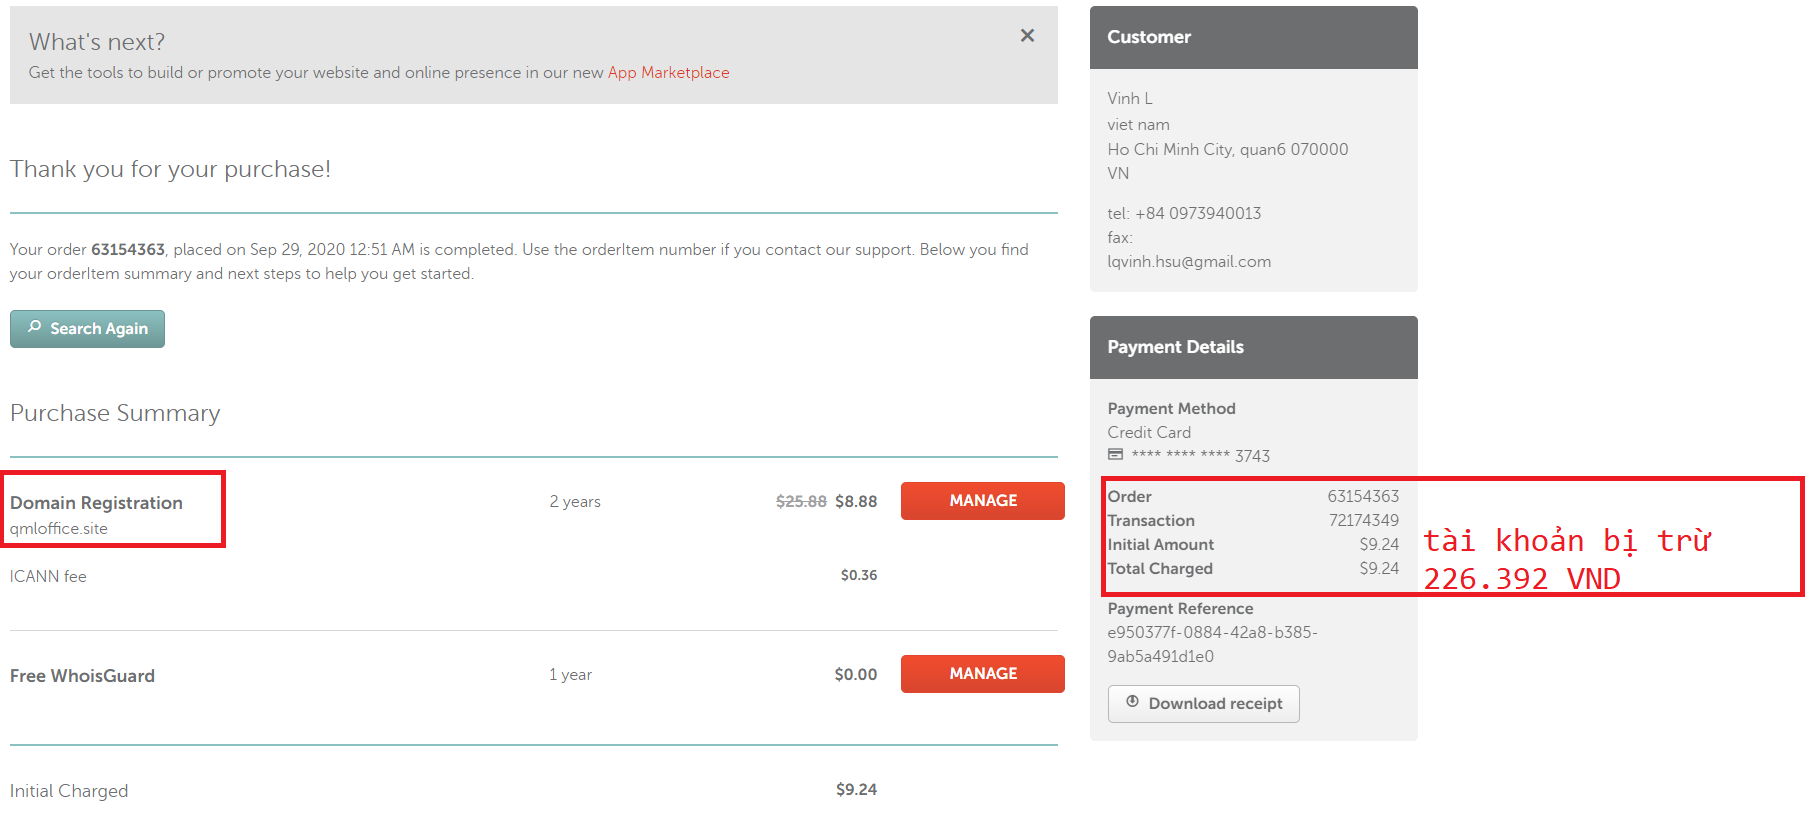 What's next?
Get the tools to build or promote your website and online presence in our new App Marketplace
Thank you for your purchase!
Your order 63154363, placed on Sep 29, 2020 12:51 AM is completed. Use the orderItem number if you contact our support. Below you find
your orderItem summary and next steps to help you get started.
Search Again
Purchase Summary
Domain Registration 2 years $25.88 $8.88 MANAGE
qmloffice.site
ICANN fee $0.36
Free WhoisGuard 1 year $0.00 MANAGE
Initial Charged $9.24
Customer
Vinh L
viet nam
Ho Chi Minh City, quan6 070000
VN
tel: +84 0973940013
fax:
lqvinh.hsu@gmail.com
Payment Details
Payment Method
Credit Card
**** **** **** 3743
Order 63154363
Transaction 72174349
Initial Amount $9.24
Total Charged $9.24
tài khoản bị trừ
226.392 VND
Payment Reference
e950377f-0884-42a8-b385-
9ab5a491d1e0
Download receipt